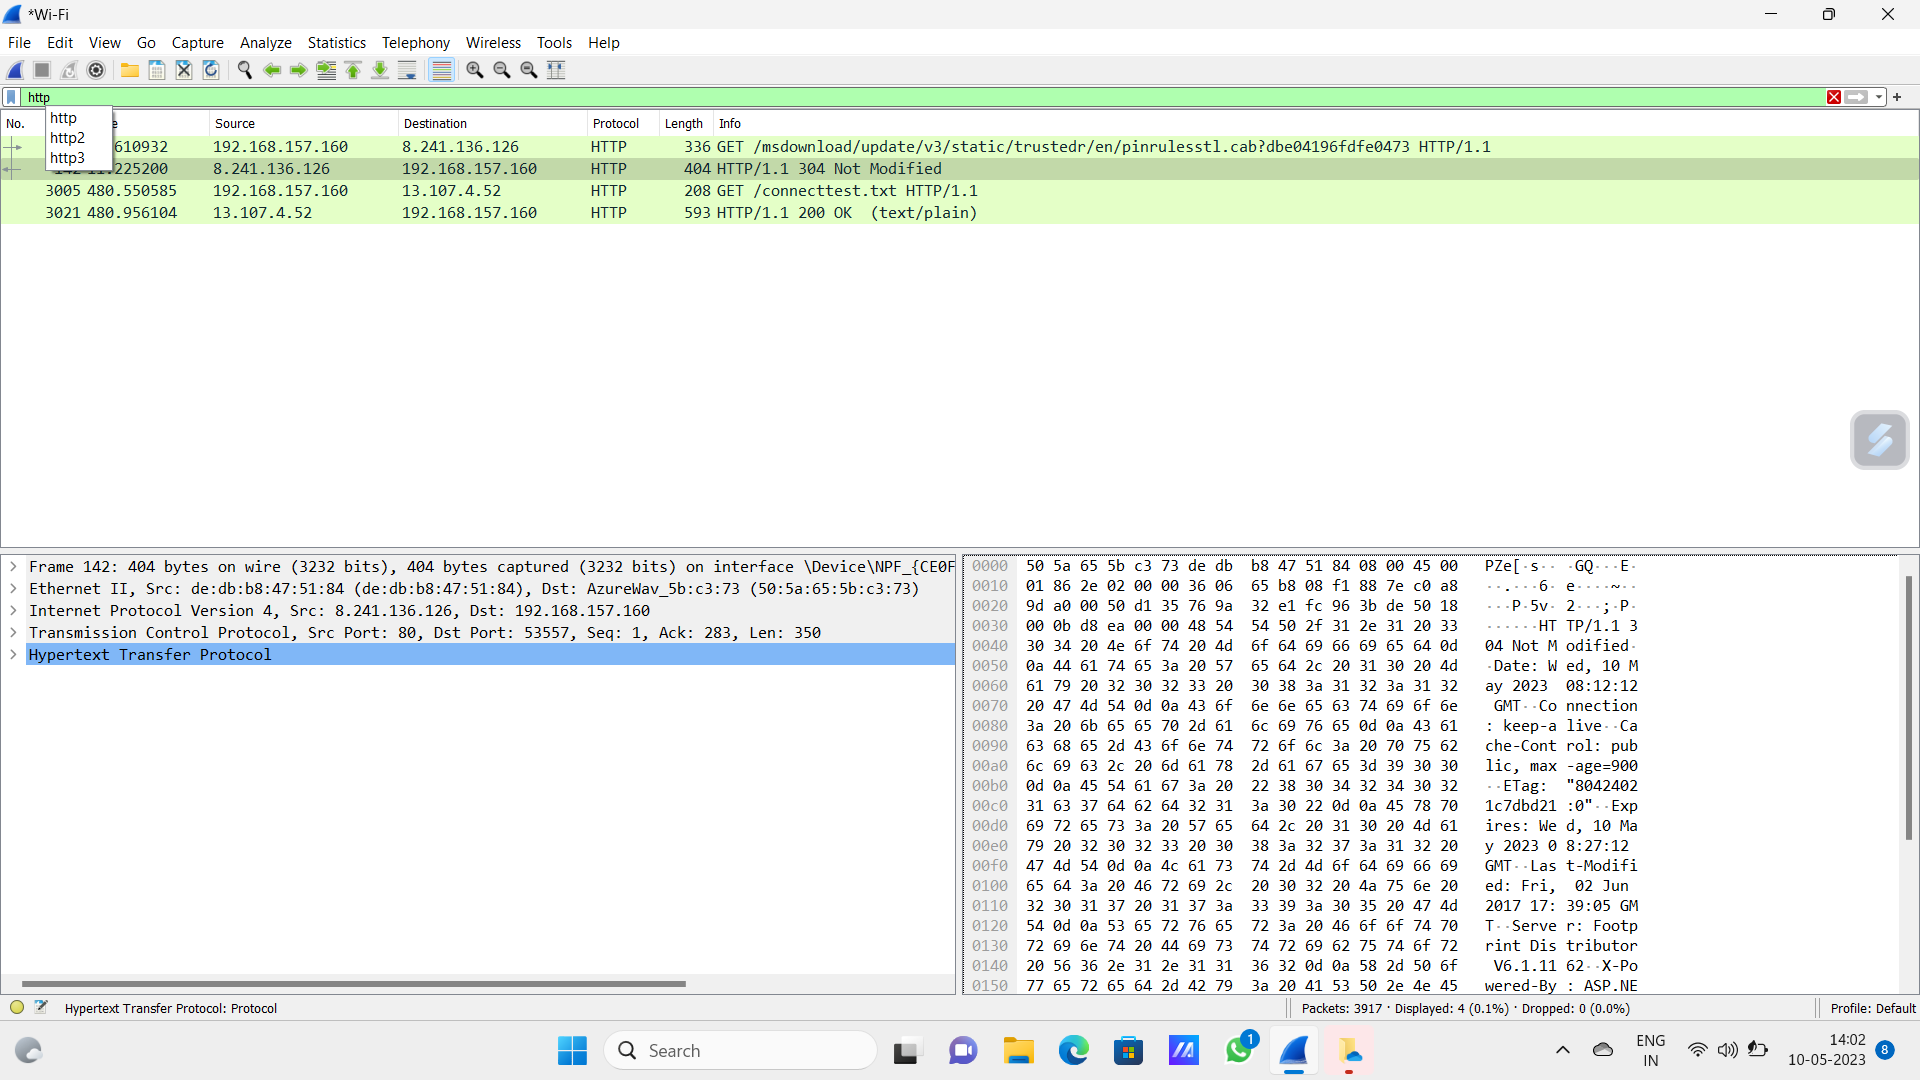 *Wi-Fi
File Edit View Go Capture Analyze Statistics Telephony Wireless Tools Help
http
http
http2
http3
No. e Source Destination Protocol Length Info
610932 192.168.157.160 8.241.136.126 HTTP 336 GET /msdownload/update/v3/static/trustedr/en/pinrulesstl.cab?dbe04196fdfe0473 HTTP/1.1
142 11.225200 8.241.136.126 192.168.157.160 HTTP 404 HTTP/1.1 304 Not Modified
3005 480.550585 192.168.157.160 13.107.4.52 HTTP 208 GET /connecttest.txt HTTP/1.1
3021 480.956104 13.107.4.52 192.168.157.160 HTTP 593 HTTP/1.1 200 OK (text/plain)
Frame 142: 404 bytes on wire (3232 bits), 404 bytes captured (3232 bits) on interface \Device\NPF_{CE0F
Ethernet II, Src: de:db:b8:47:51:84 (de:db:b8:47:51:84), Dst: AzureWav_5b:c3:73 (50:5a:65:5b:c3:73)
Internet Protocol Version 4, Src: 8.241.136.126, Dst: 192.168.157.160
Transmission Control Protocol, Src Port: 80, Dst Port: 53557, Seq: 1, Ack: 283, Len: 350
Hypertext Transfer Protocol
0000 50 5a 65 5b c3 73 de db b8 47 51 84 08 00 45 00 PZe[·s·· ·GQ···E·
0010 01 86 2e 02 00 00 36 06 65 b8 08 f1 88 7e c0 a8 ··.···6· e····~··
0020 9d a0 00 50 d1 35 76 9a 32 e1 fc 96 3b de 50 18 ···P·5v· 2···;·P·
0030 00 0b d8 ea 00 00 48 54 54 50 2f 31 2e 31 20 33 ······HT TP/1.1 3
0040 30 34 20 4e 6f 74 20 4d 6f 64 69 66 69 65 64 0d 04 Not M odified·
0050 0a 44 61 74 65 3a 20 57 65 64 2c 20 31 30 20 4d ·Date: W ed, 10 M
0060 61 79 20 32 30 32 33 20 30 38 3a 31 32 3a 31 32 ay 2023 08:12:12
0070 20 47 4d 54 0d 0a 43 6f 6e 6e 65 63 74 69 6f 6e GMT··Co nnection
0080 3a 20 6b 65 65 70 2d 61 6c 69 76 65 0d 0a 43 61 : keep-a live··Ca
0090 63 68 65 2d 43 6f 6e 74 72 6f 6c 3a 20 70 75 62 che-Cont rol: pub
00a0 6c 69 63 2c 20 6d 61 78 2d 61 67 65 3d 39 30 30 lic, max -age=900
00b0 0d 0a 45 54 61 67 3a 20 22 38 30 34 32 34 30 32 ··ETag: "8042402
00c0 31 63 37 64 62 64 32 31 3a 30 22 0d 0a 45 78 70 1c7dbd21 :0"··Exp
00d0 69 72 65 73 3a 20 57 65 64 2c 20 31 30 20 4d 61 ires: We d, 10 Ma
00e0 79 20 32 30 32 33 20 30 38 3a 32 37 3a 31 32 20 y 2023 0 8:27:12
00f0 47 4d 54 0d 0a 4c 61 73 74 2d 4d 6f 64 69 66 69 GMT··Las t-Modifi
0100 65 64 3a 20 46 72 69 2c 20 30 32 20 4a 75 6e 20 ed: Fri, 02 Jun
0110 32 30 31 37 20 31 37 3a 33 39 3a 30 35 20 47 4d 2017 17: 39:05 GM
0120 54 0d 0a 53 65 72 76 65 72 3a 20 46 6f 6f 74 70 T··Serve r: Footp
0130 72 69 6e 74 20 44 69 73 74 72 69 62 75 74 6f 72 rint Dis tributor
0140 20 56 36 2e 31 2e 31 31 36 32 0d 0a 58 2d 50 6f V6.1.11 62··X-Po
0150 77 65 72 65 64 2d 42 79 3a 20 41 53 50 2e 4e 45 wered-By : ASP.NE
Hypertext Transfer Protocol: Protocol
Packets: 3917 · Displayed: 4 (0.1%) · Dropped: 0 (0.0%)
Profile: Default
Search
1
ENG
IN
14:02
10-05-2023
8